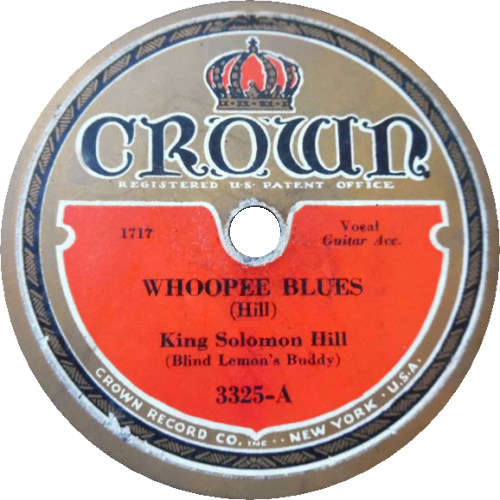 CROWN
REGISTERED U·S· PATENT OFFICE
1717
Vocal
Guitar Acc.
WHOOPEE BLUES
(Hill)
King Solomon Hill
(Blind Lemon's Buddy)
3325-A
CROWN RECORD CO. INC·· NEW YORK · U.S.A.